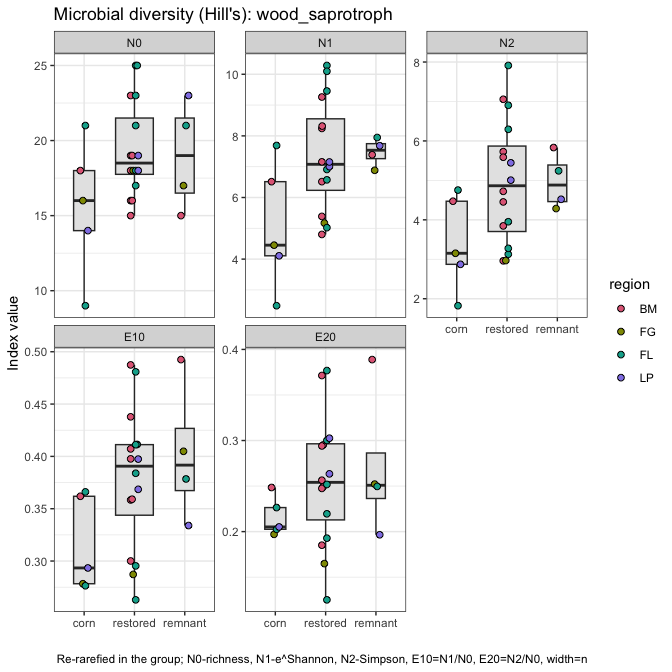 Microbial diversity (Hill's): wood_saprotroph
N0
N1
N2
25
20
15
10
10
8
6
4
8
6
4
2
corn restored remnant
Index value
region
BM
FG
FL
LP
E10
E20
0.50
0.45
0.40
0.35
0.30
0.4
0.3
0.2
corn restored remnant
corn restored remnant
Re-rarefied in the group; N0-richness, N1-e^Shannon, N2-Simpson, E10=N1/N0, E20=N2/N0, width=n